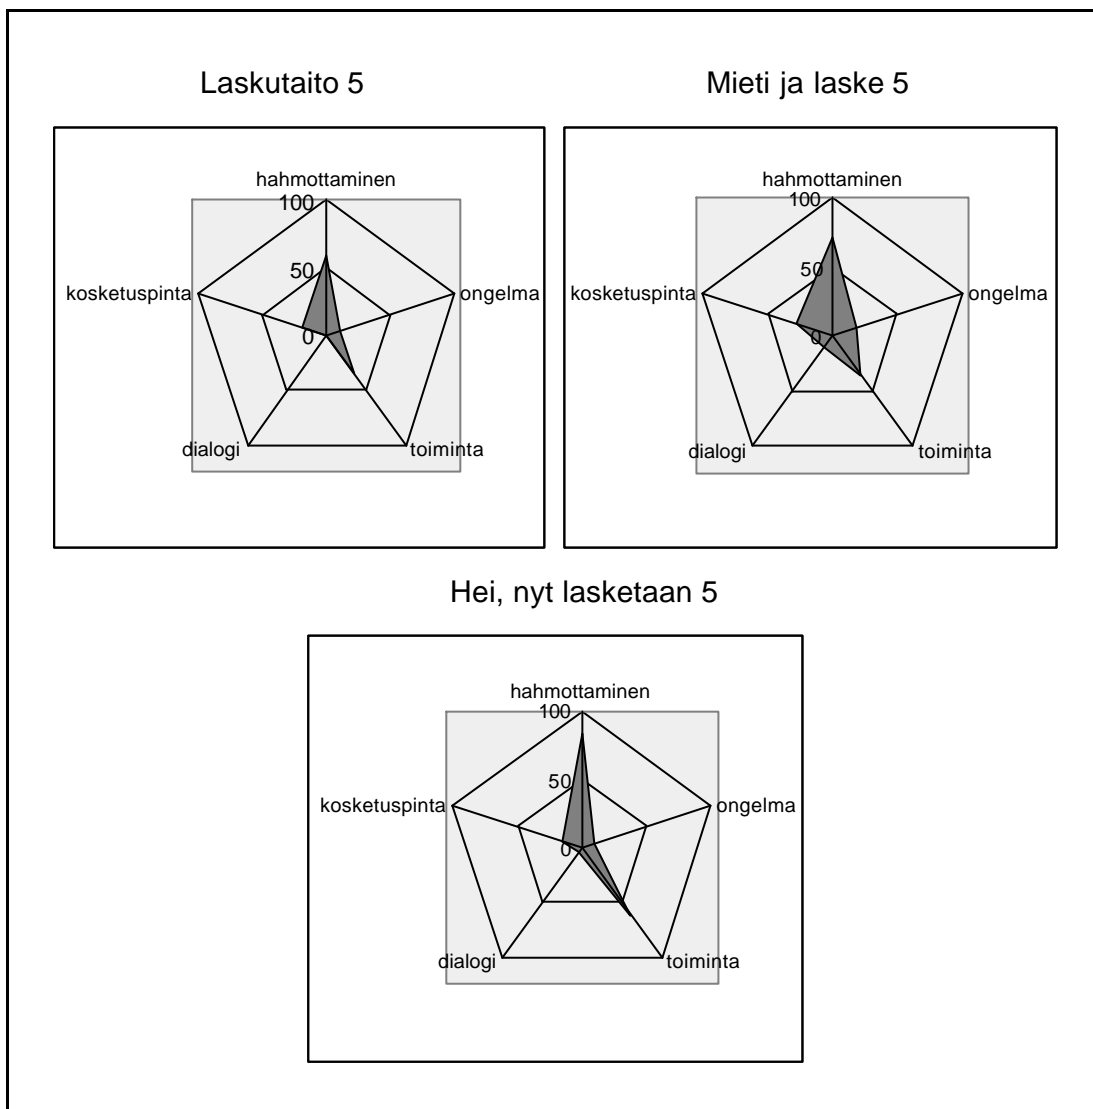 Laskutaito 5
hahmottaminen
100
50
0
kosketuspinta
ongelma
dialogi
toiminta
Mieti ja laske 5
hahmottaminen
100
50
0
kosketuspinta
ongelma
dialogi
toiminta
Hei, nyt lasketaan 5
hahmottaminen
100
50
0
kosketuspinta
ongelma
dialogi
toiminta